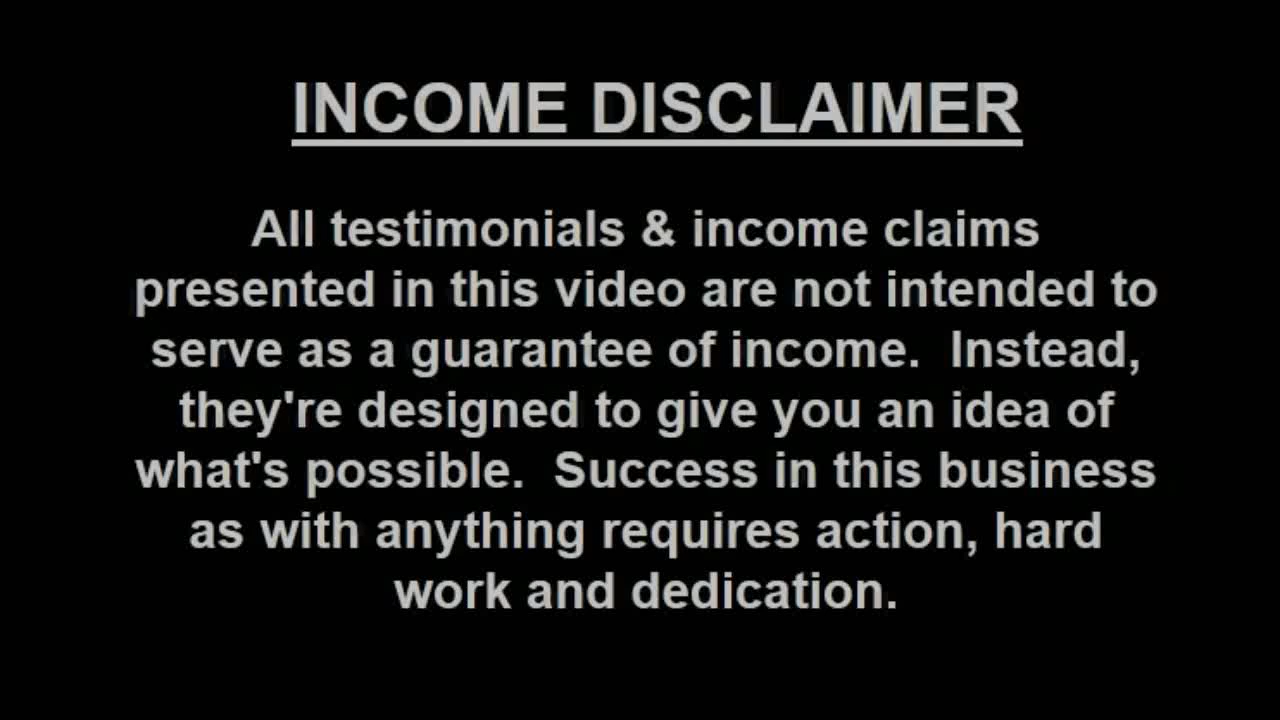 INCOME DISCLAIMER
All testimonials & income claims
presented in this video are not intended to
serve as a guarantee of income.  Instead,
they're designed to give you an idea of
what's possible.  Success in this business
as with anything requires action, hard
work and dedication.